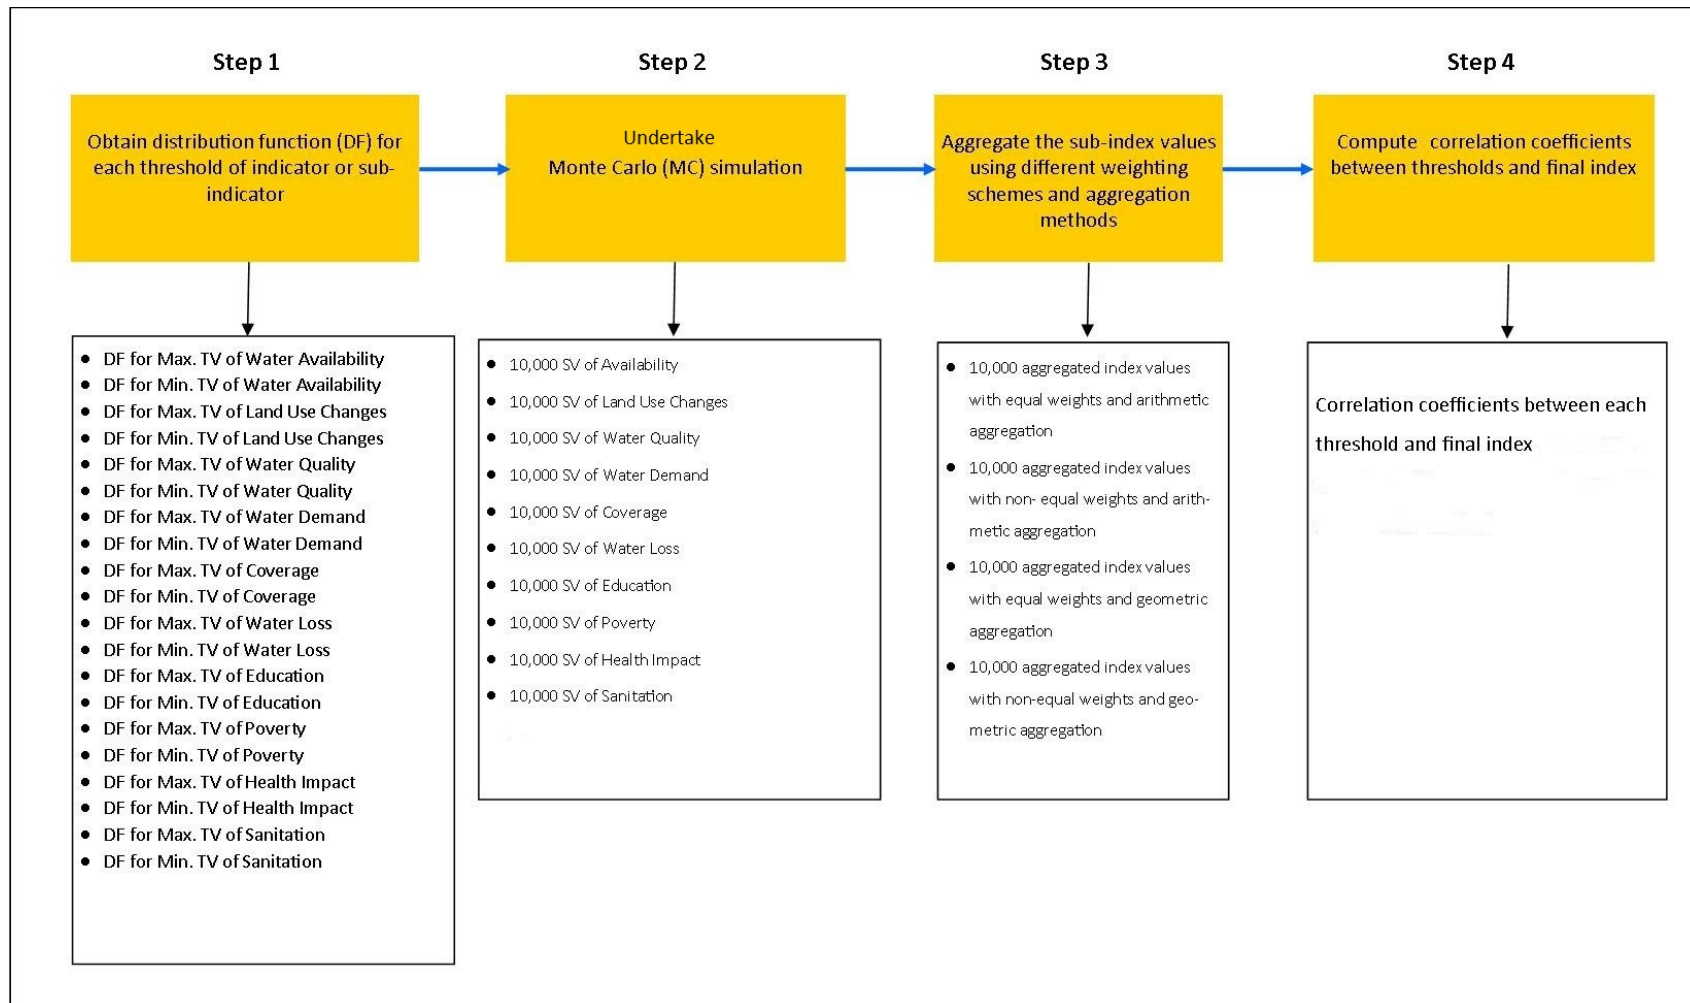 Step 1
Obtain distribution function (DF) for
each threshold of indicator or sub-
indicator
• DF for Max. TV of Water Availability
• DF for Min. TV of Water Availability
• DF for Max. TV of Land Use Changes
• DF for Min. TV of Land Use Changes
• DF for Max. TV of Water Quality
• DF for Min. TV of Water Quality
• DF for Max. TV of Water Demand
• DF for Min. TV of Water Demand
• DF for Max. TV of Coverage
• DF for Min. TV of Coverage
• DF for Max. TV of Water Loss
• DF for Min. TV of Water Loss
• DF for Max. TV of Education
• DF for Min. TV of Education
• DF for Max. TV of Poverty
• DF for Min. TV of Poverty
• DF for Max. TV of Health Impact
• DF for Min. TV of Health Impact
• DF for Max. TV of Sanitation
• DF for Min. TV of Sanitation
Step 2
Undertake
Monte Carlo (MC) simulation
• 10,000 SV of Availability
• 10,000 SV of Land Use Changes
• 10,000 SV of Water Quality
• 10,000 SV of Water Demand
• 10,000 SV of Coverage
• 10,000 SV of Water Loss
• 10,000 SV of Education
• 10,000 SV of Poverty
• 10,000 SV of Health Impact
• 10,000 SV of Sanitation
Step 3
Aggregate the sub-index values
using different weighting
schemes and aggregation
methods
• 10,000 aggregated index values
with equal weights and arithmetic
aggregation
• 10,000 aggregated index values
with non- equal weights and arith-
metic aggregation
• 10,000 aggregated index values
with equal weights and geometric
aggregation
• 10,000 aggregated index values
with non-equal weights and geo-
metric aggregation
Step 4
Compute correlation coefficients
between thresholds and final index
Correlation coefficients between each
threshold and final index